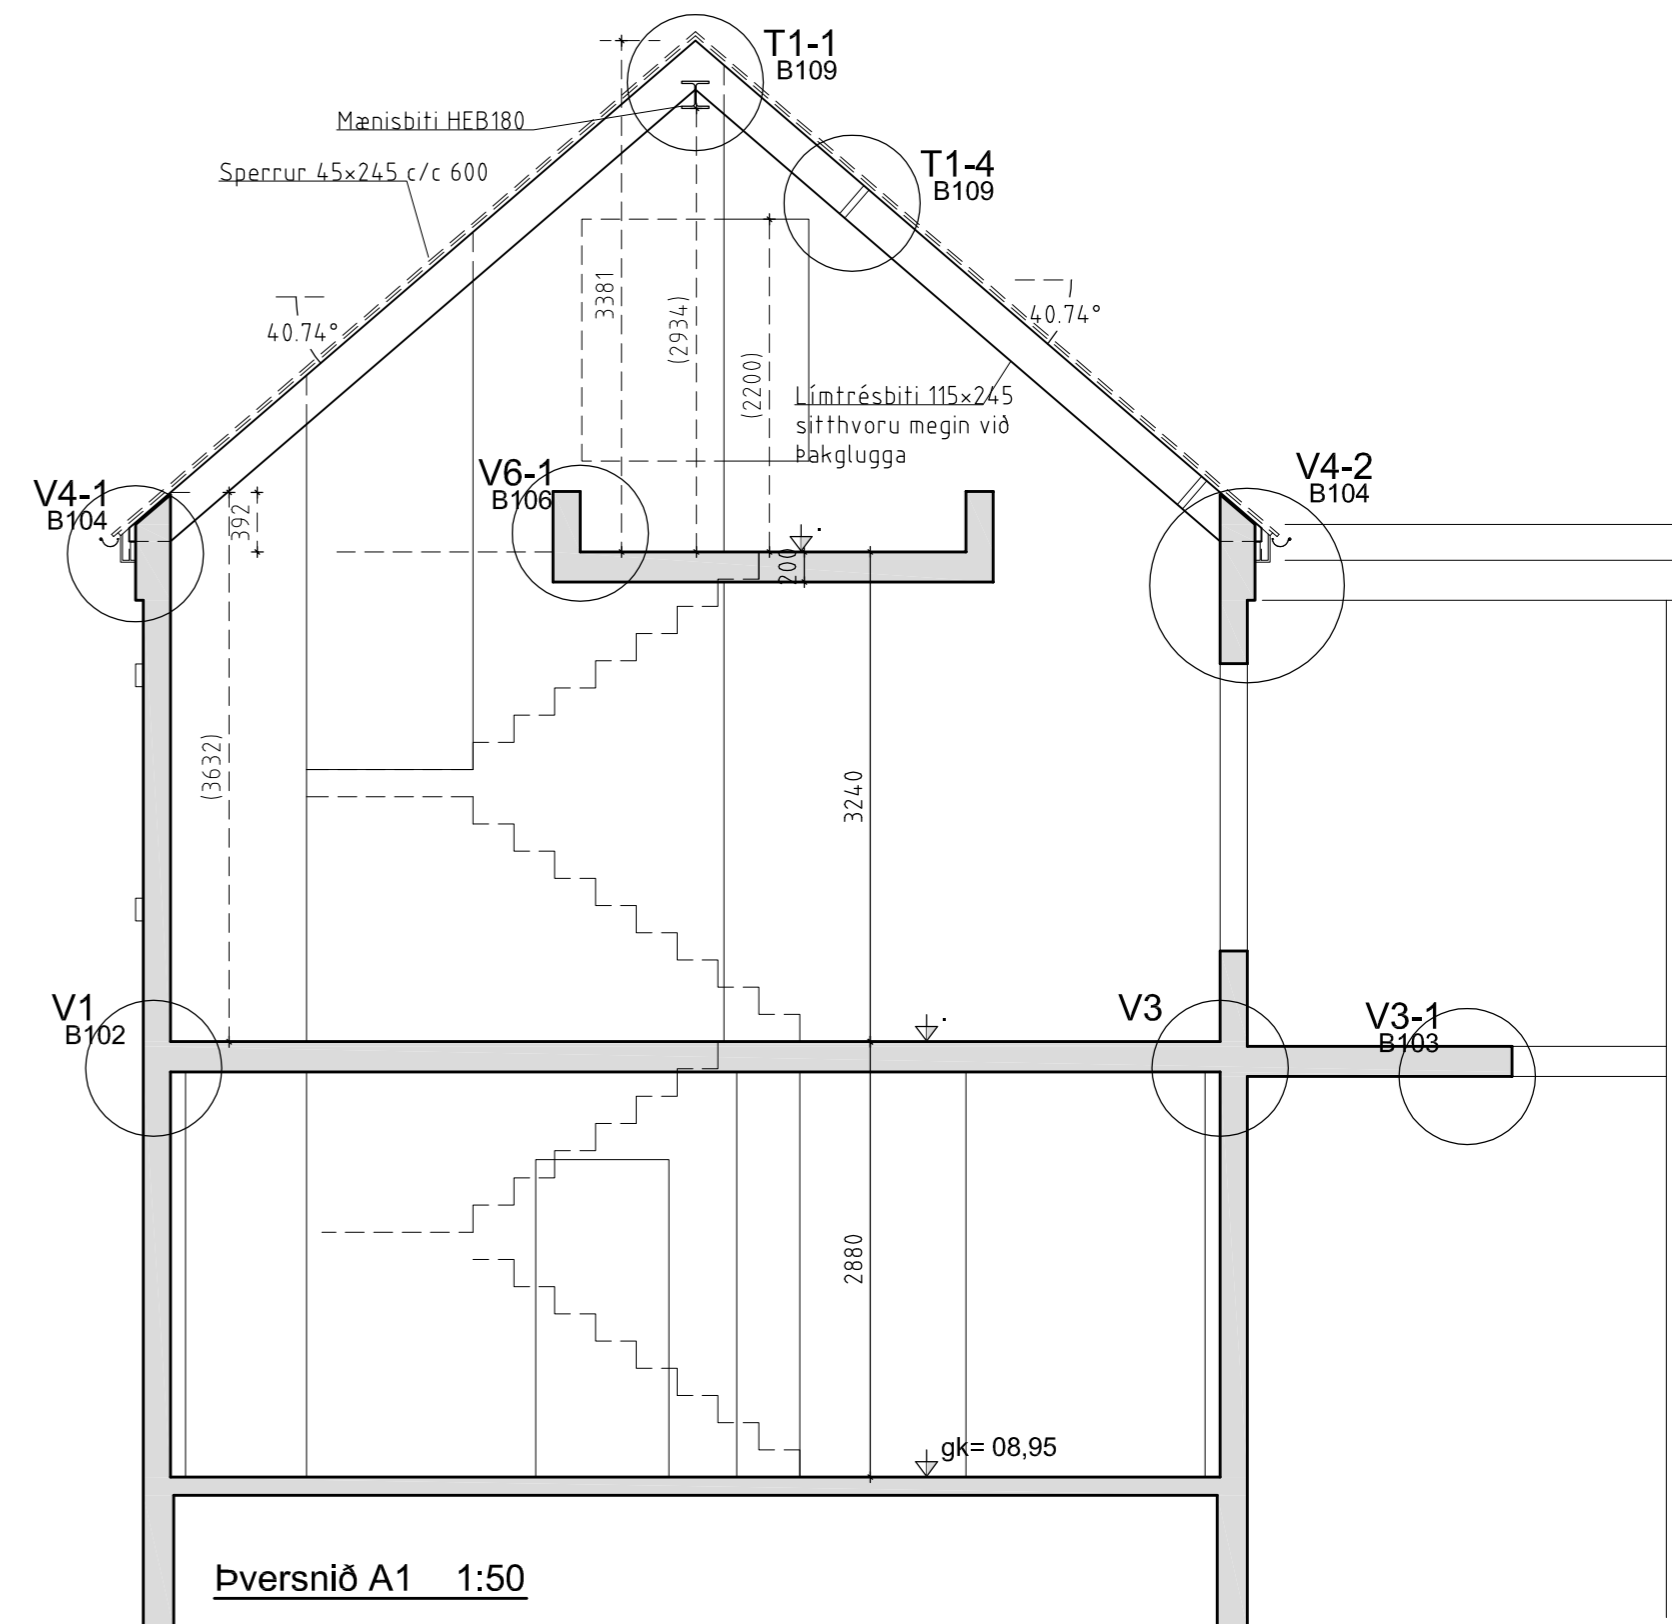 T1-1
B109
Mænisbiti HEB180
T1-4
B109
Sperrur 45×245 c/c 600
3381
(2934)
40.74°
40.74°
(2200)
Límtrésbiti 115×245
sitthvoru megin við
Þakglugga
V6-1
B106
V4-2
B104
V4-1
B104
392
200
(3632)
3240
V1
B102
V3
V3-1
B103
2880
gk= 08,95
Þversnið A1 1:50